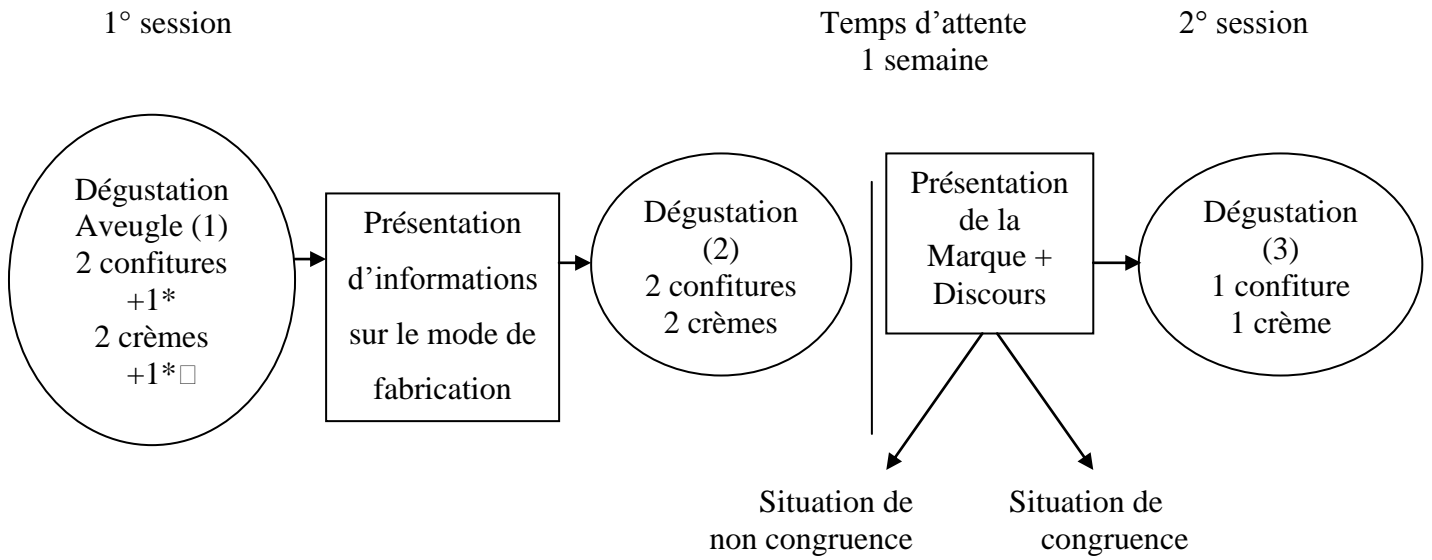 1° session
Temps d'attente
1 semaine
2° session
Dégustation
Aveugle (1)
2 confitures
+1*
2 crèmes
+1*□
Présentation
d'informations
sur le mode de
fabrication
Dégustation
(2)
2 confitures
2 crèmes
Présentation
de la
Marque +
Discours
Dégustation
(3)
1 confiture
1 crème
Situation de
non congruence
Situation de
congruence